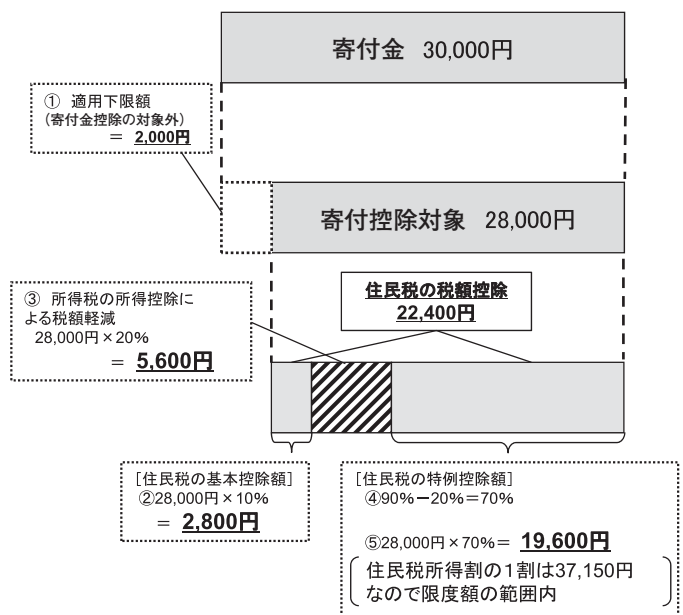 寄付金 30,000円
① 適用下限額
(寄付金控除の対象外)
= 2,000円
寄付控除対象 28,000円
③ 所得税の所得控除に
よる税額軽減
28,000円×20%
= 5,600円
住民税の税額控除
22,400円
[住民税の基本控除額]
②28,000円×10%
= 2,800円
[住民税の特例控除額]
④90%-20%=70%
⑤28,000円×70%= 19,600円
(住民税所得割の1割は37,150円
なので限度額の範囲内)